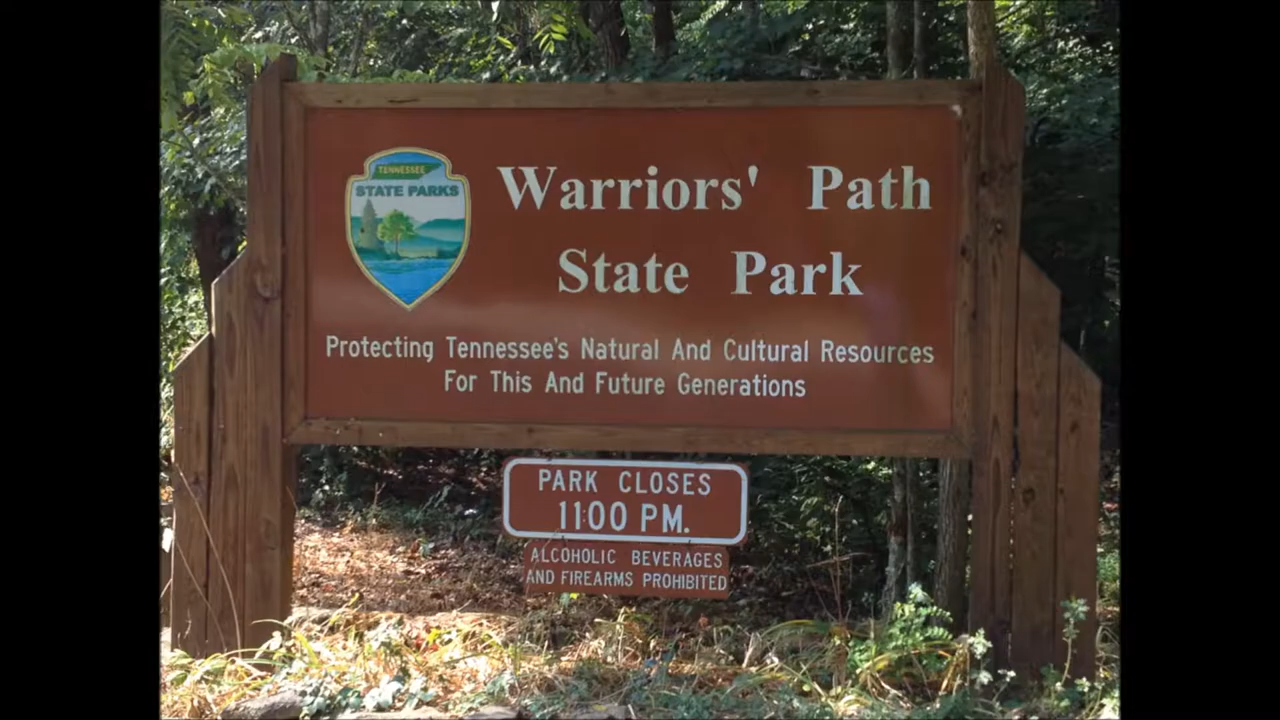 TENNESSEE
STATE PARKS
Warriors' Path
State Park
Protecting Tennessee's Natural And Cultural Resources
For This And Future Generations
PARK CLOSES
11:00 PM.
ALCOHOLIC BEVERAGES
AND FIREARMS PROHIBITED